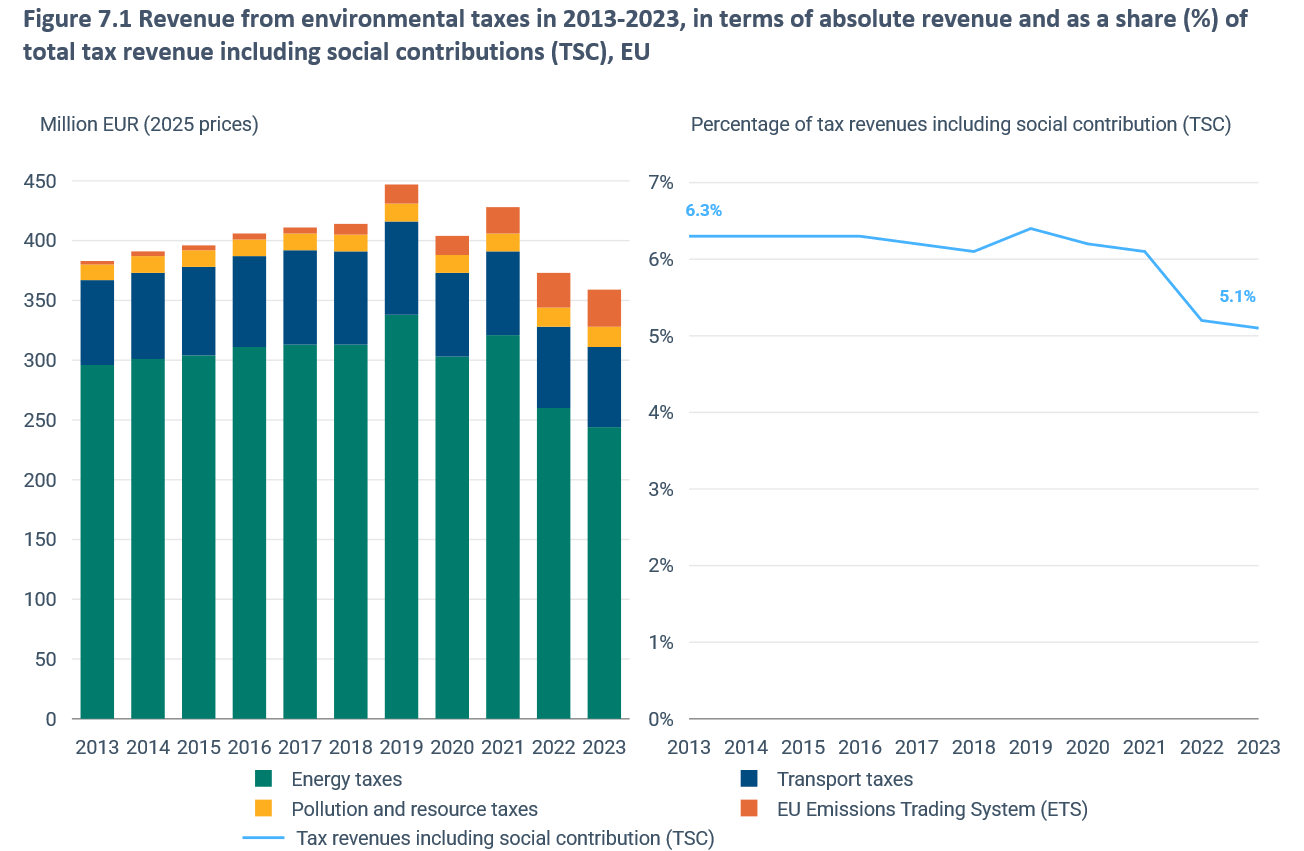 Figure 7.1 Revenue from environmental taxes in 2013-2023, in terms of absolute revenue and as a share (%) of
total tax revenue including social contributions (TSC), EU
Million EUR (2025 prices)
450
400
350
300
250
200
150
100
50
0
2013 2014 2015 2016 2017 2018 2019 2020 2021 2022 2023
Percentage of tax revenues including social contribution (TSC)
7%
6%
5%
4%
3%
2%
1%
0%
6.3%
5.1%
2013 2014 2015 2016 2017 2018 2019 2020 2021 2022 2023
Energy taxes
Transport taxes
Pollution and resource taxes
EU Emissions Trading System (ETS)
Tax revenues including social contribution (TSC)